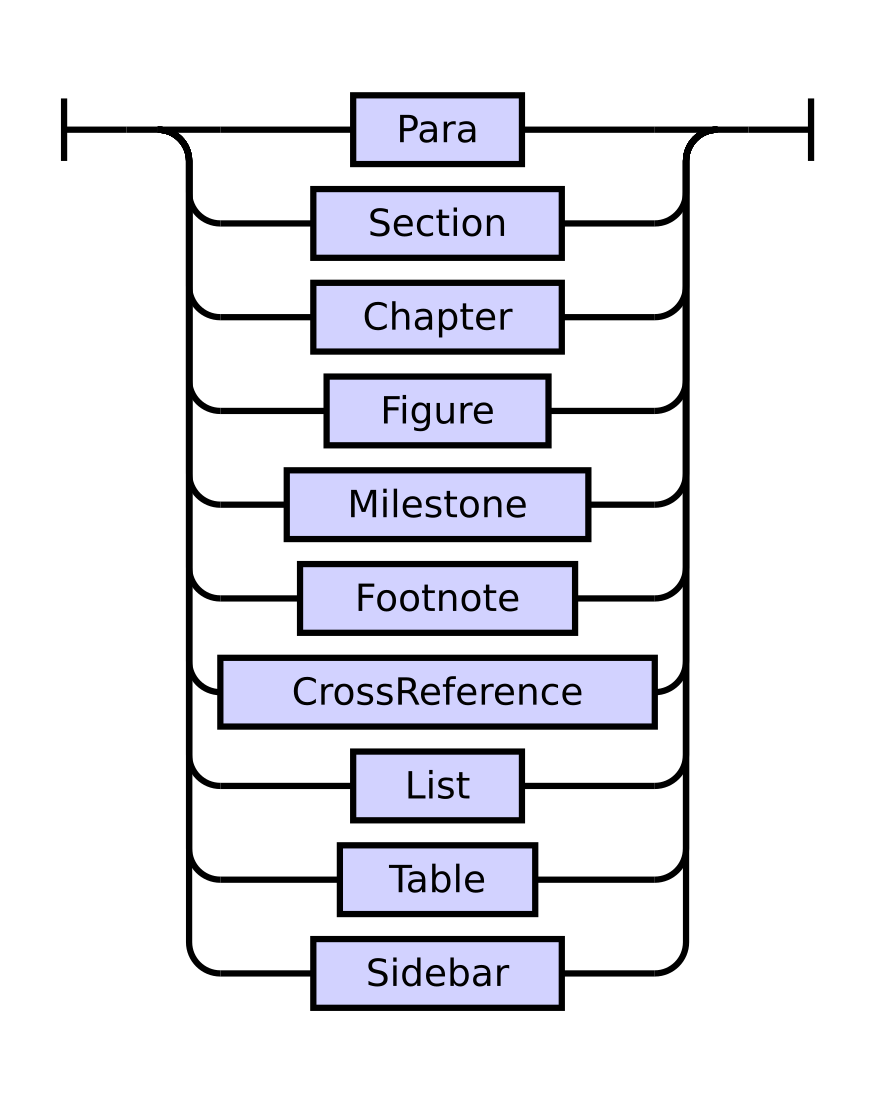 Para
Section
Chapter
Figure
Milestone
Footnote
CrossReference
List
Table
Sidebar